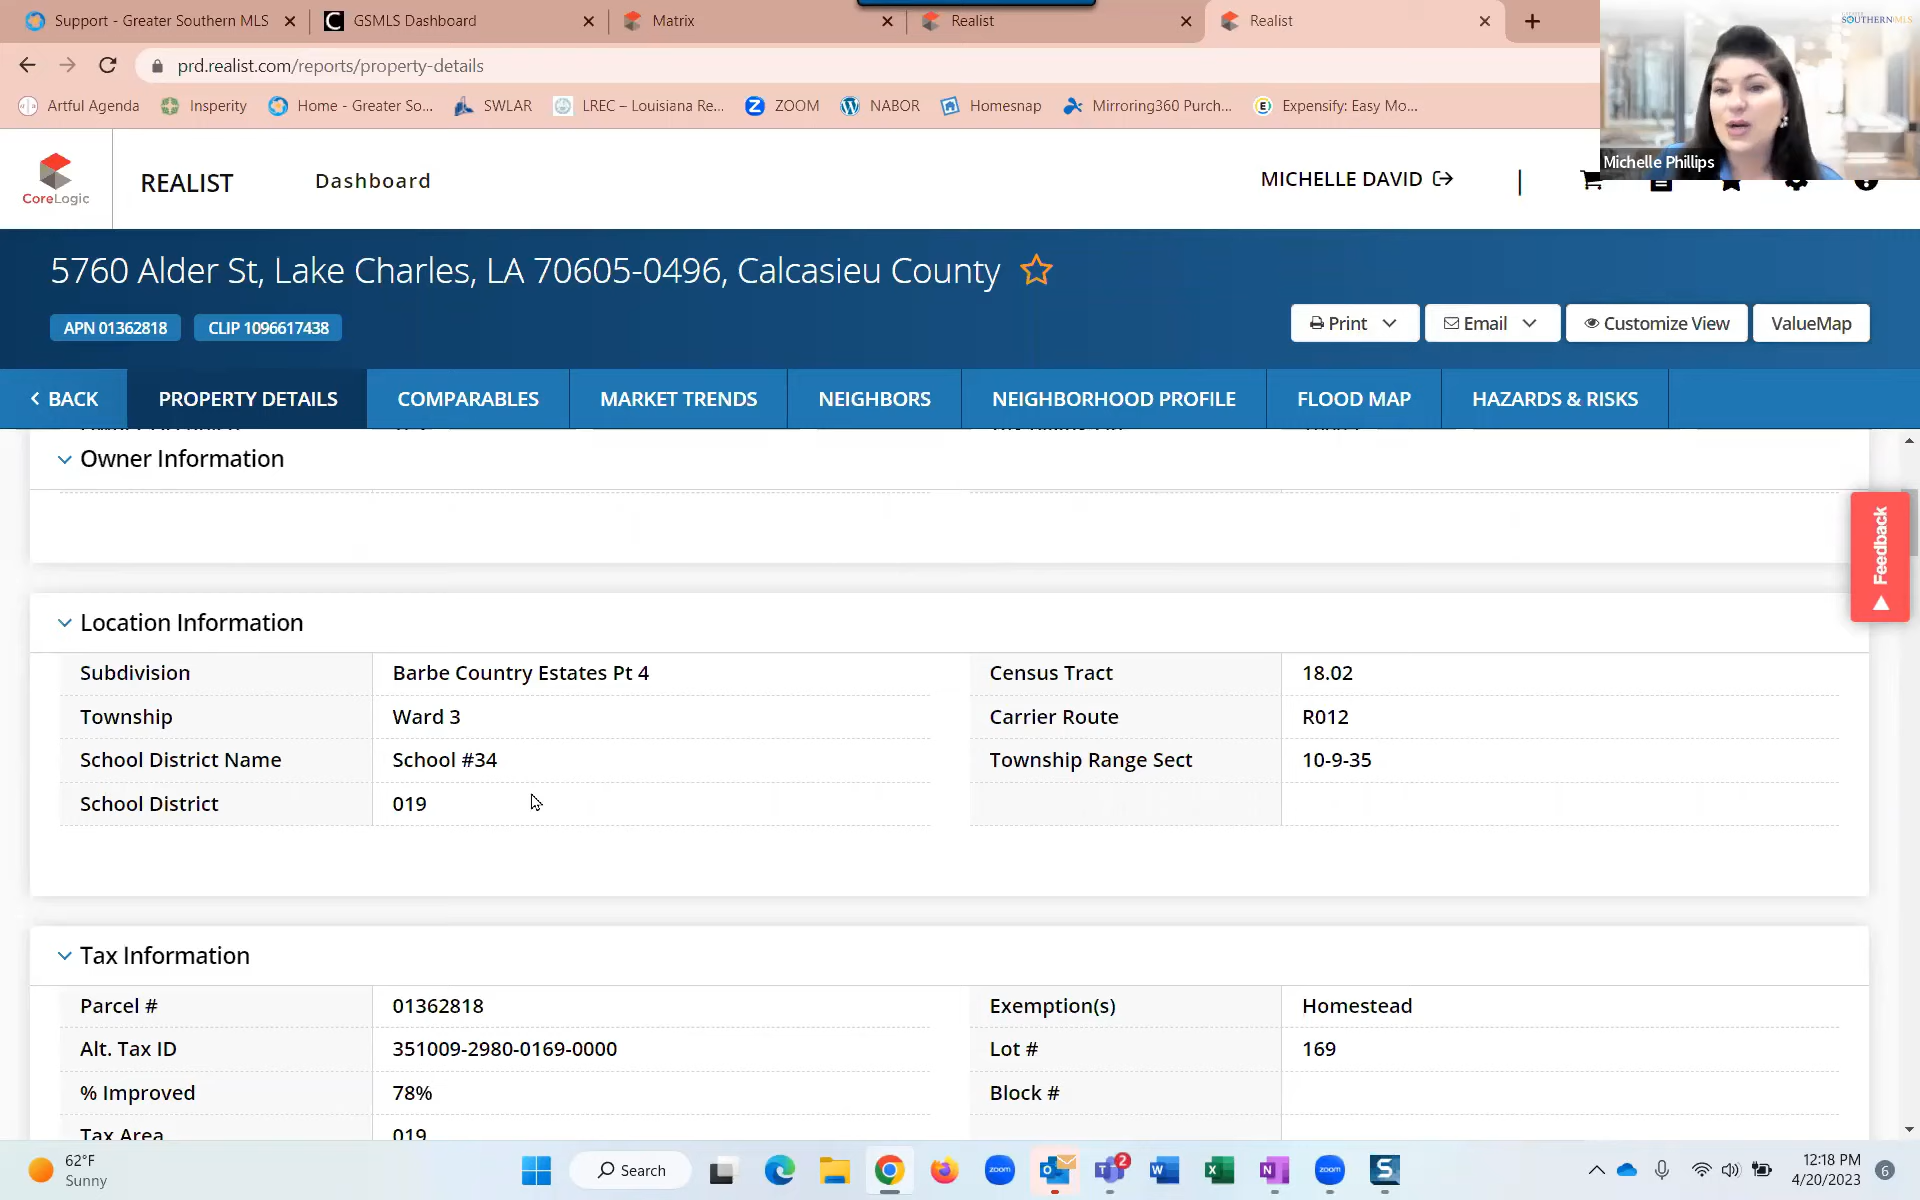 Support - Greater Southern MLS
GSMLS Dashboard
Matrix
Realist
Realist
prd.realist.com/reports/property-details
Artful Agenda
Insperity
Home - Greater So...
SWLAR
LREC – Louisiana Re...
ZOOM
NABOR
Homesnap
Mirroring360 Purch...
Expensify: Easy Mo...
SOUTHERN MLS
Michelle Phillips
CoreLogic
REALIST
Dashboard
MICHELLE DAVID
5760 Alder St, Lake Charles, LA 70605-0496, Calcasieu County
APN 01362818
CLIP 1096617438
Print
Email
Customize View
ValueMap
BACK
PROPERTY DETAILS
COMPARABLES
MARKET TRENDS
NEIGHBORS
NEIGHBORHOOD PROFILE
FLOOD MAP
HAZARDS & RISKS
Owner Information
Feedback
Location Information
Subdivision
Barbe Country Estates Pt 4
Census Tract
18.02
Township
Ward 3
Carrier Route
R012
School District Name
School #34
Township Range Sect
10-9-35
School District
019
Tax Information
Parcel #
01362818
Exemption(s)
Homestead
Alt. Tax ID
351009-2980-0169-0000
Lot #
169
% Improved
78%
Block #
Tax Area
019
62°F
Sunny
Search
zoom
2
zoom
12:18 PM
4/20/2023
6